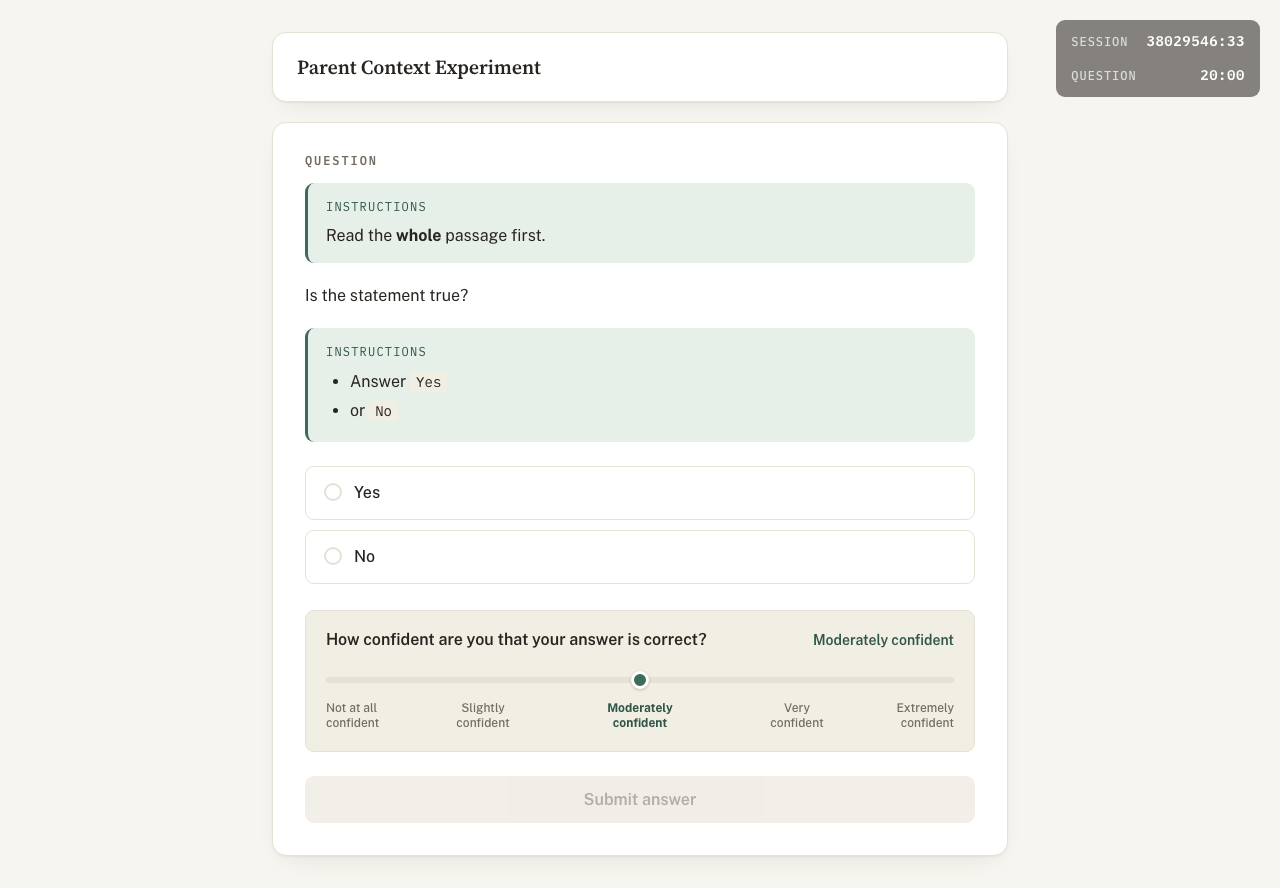 Parent Context Experiment
SESSION 38029546:33
QUESTION 20:00
QUESTION
INSTRUCTIONS
Read the whole passage first.
Is the statement true?
INSTRUCTIONS
• Answer Yes
• or No
Yes
No
How confident are you that your answer is correct? Moderately confident
Not at all confident
Slightly confident
Moderately confident
Very confident
Extremely confident
Submit answer